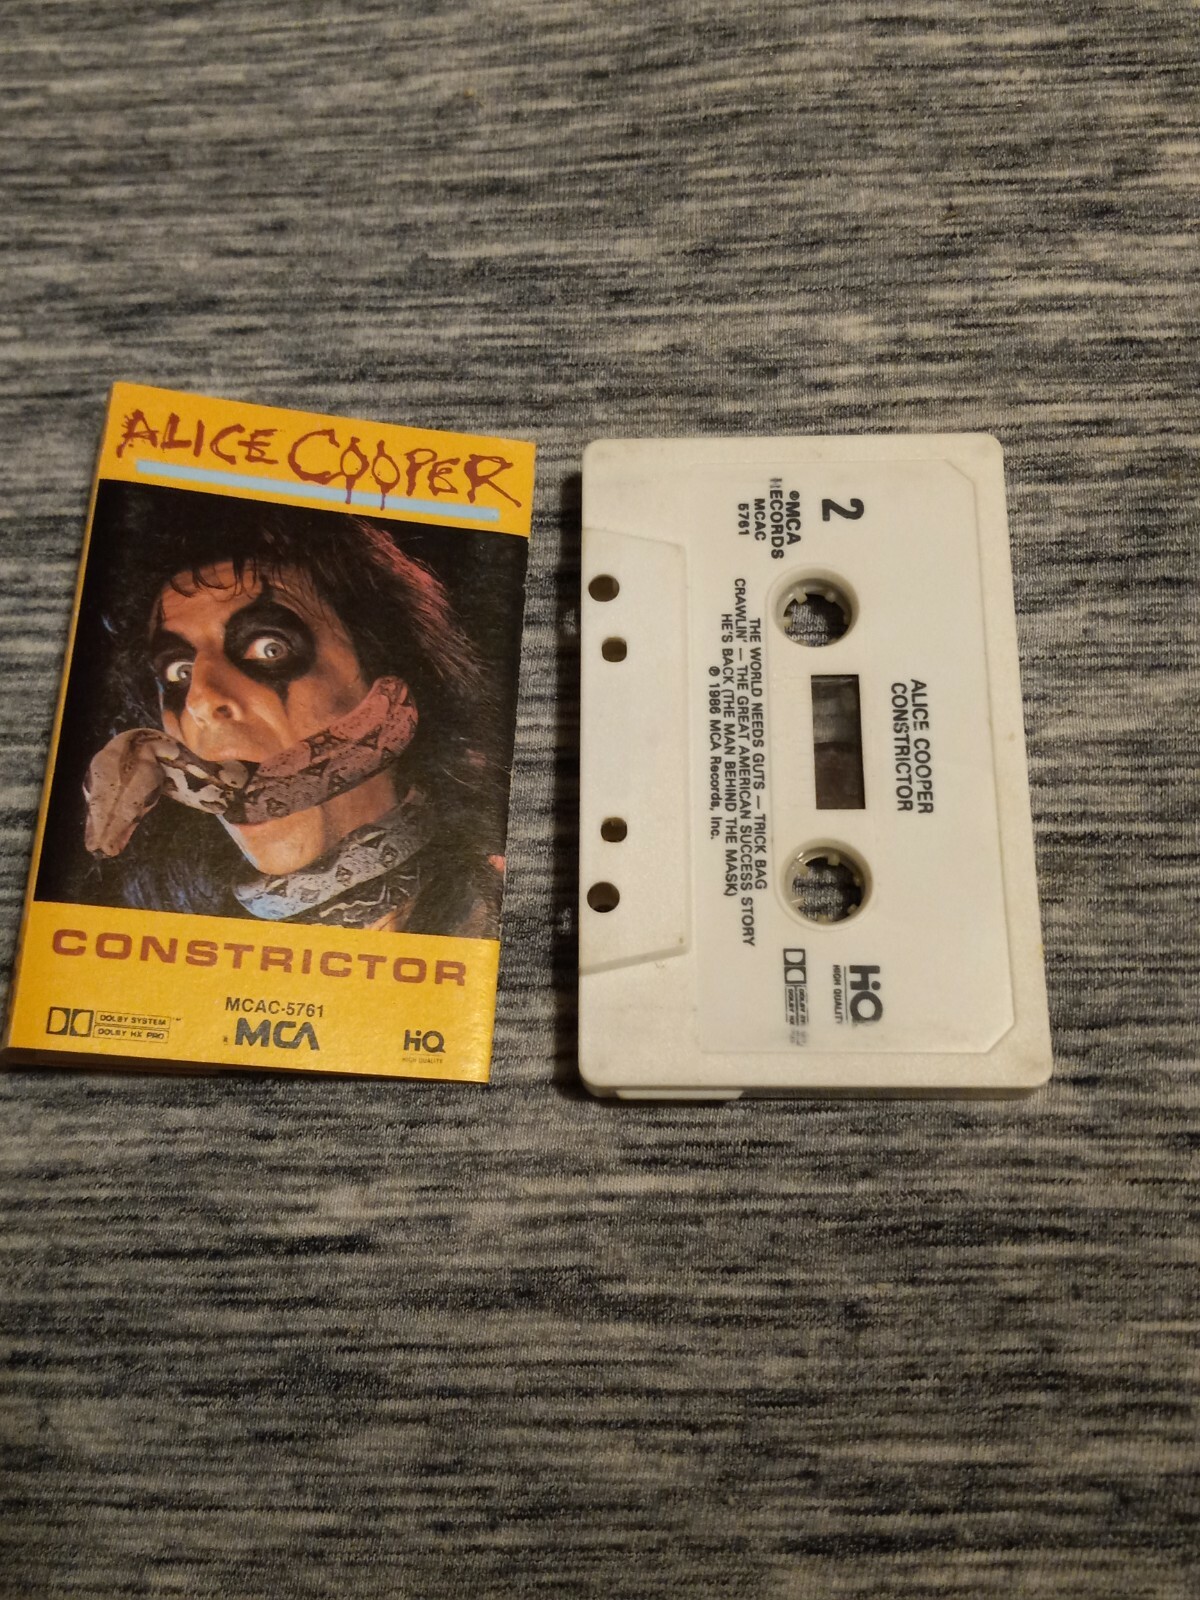 ALICE COOPER
CONSTRICTOR
MCAC-5761
DOLBY SYSTEM
DOLBY HX PRO
MCA
HQ
HIGH QUALITY
2
℗MCA
RECORDS
MCAC
5761
ALICE COOPER
CONSTRICTOR
THE WORLD NEEDS GUTS — TRICK BAG
CRAWLIN' — THE GREAT AMERICAN SUCCESS STORY
HE'S BACK (THE MAN BEHIND THE MASK)
℗ 1986 MCA Records, Inc.
HQ
HIGH QUALITY